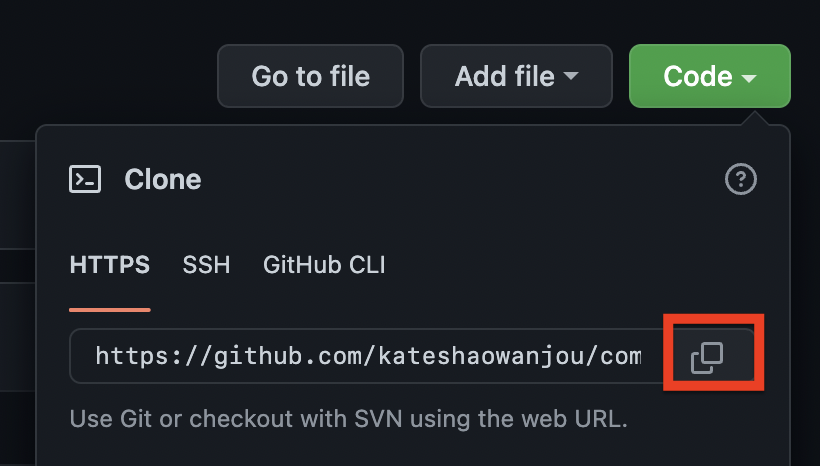 Go to file Add file Code
Clone
HTTPS SSH GitHub CLI
https://github.com/kateshaowanjou/com
Use Git or checkout with SVN using the web URL.